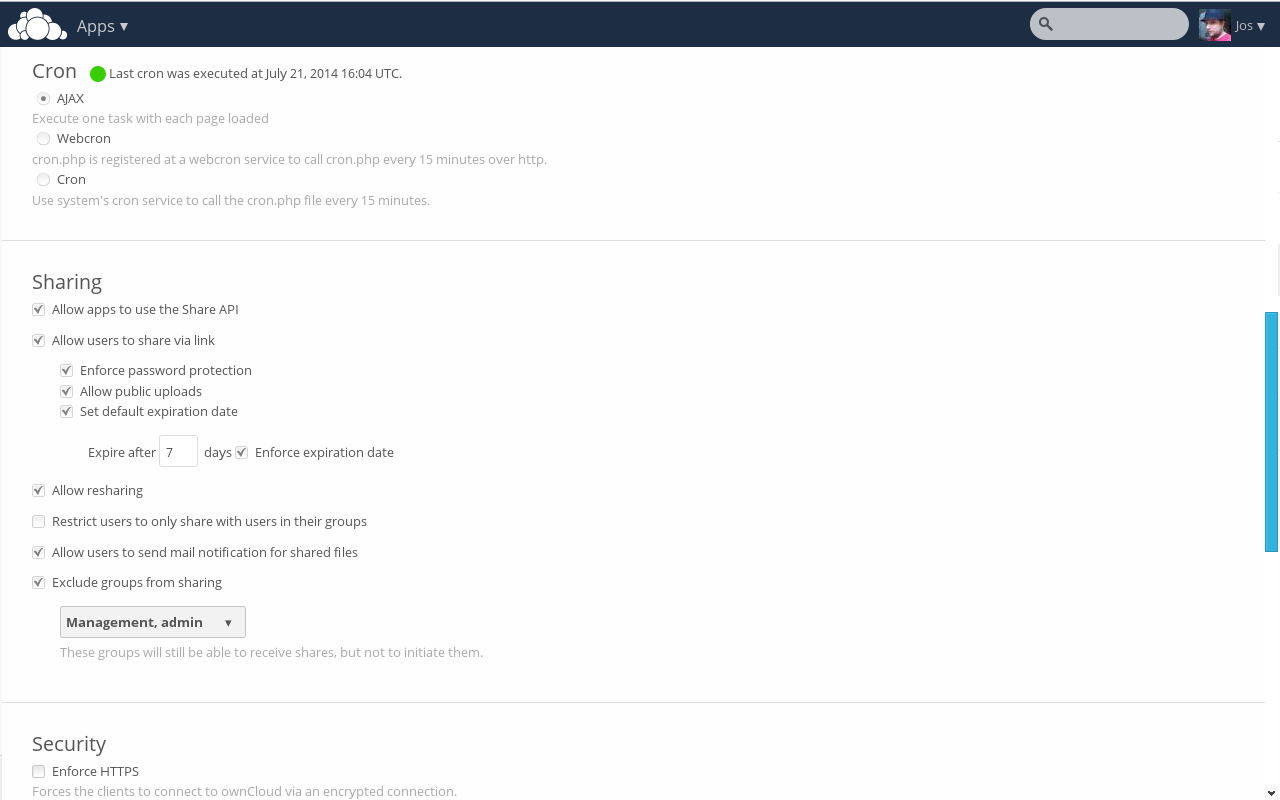 Apps ▼
Jos ▼
Cron Last cron was executed at July 21, 2014 16:04 UTC.
AJAX
Execute one task with each page loaded
Webcron
cron.php is registered at a webcron service to call cron.php every 15 minutes over http.
Cron
Use system's cron service to call the cron.php file every 15 minutes.
Sharing
Allow apps to use the Share API
Allow users to share via link
Enforce password protection
Allow public uploads
Set default expiration date
Expire after 7 days Enforce expiration date
Allow resharing
Restrict users to only share with users in their groups
Allow users to send mail notification for shared files
Exclude groups from sharing
Management, admin ▼
These groups will still be able to receive shares, but not to initiate them.
Security
Enforce HTTPS
Forces the clients to connect to ownCloud via an encrypted connection.